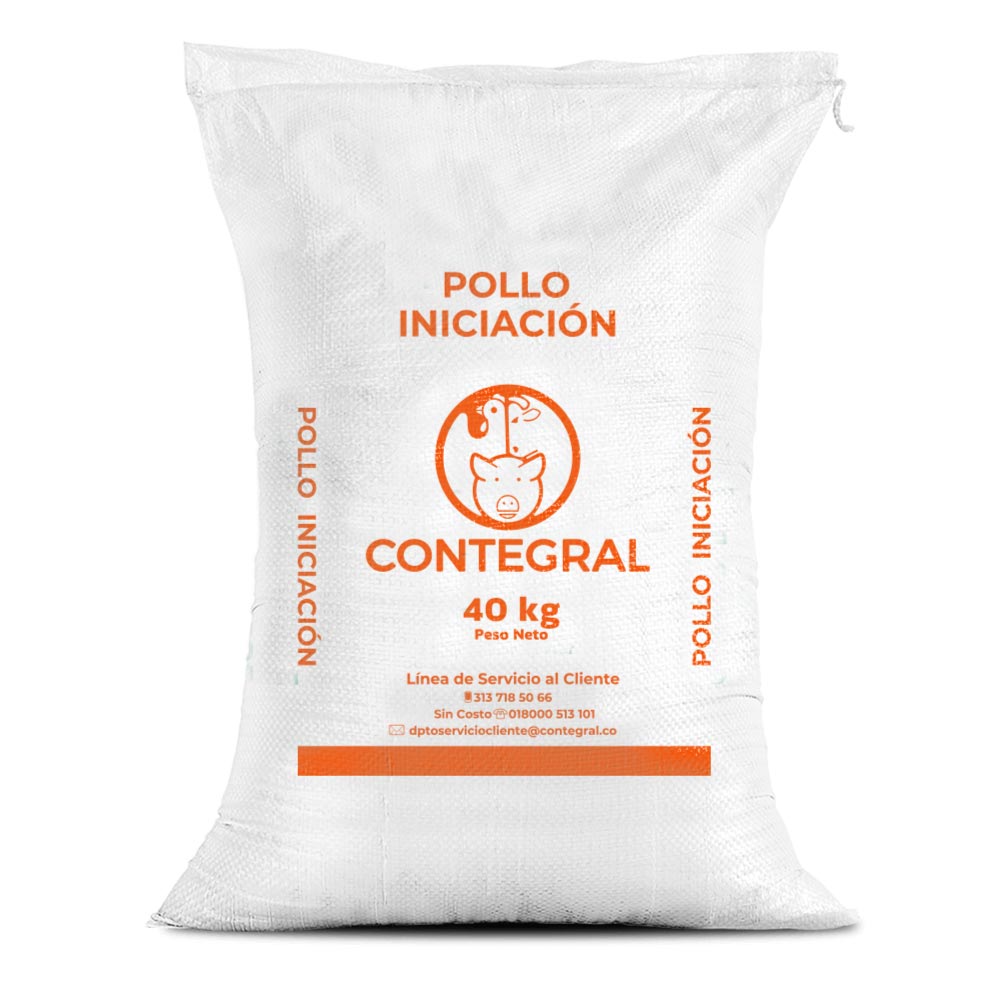 POLLO
INICIACIÓN
POLLO INICIACIÓN
POLLO INICIACIÓN
CONTEGRAL
40 kg
Peso Neto
Línea de Servicio al Cliente
313 718 50 66
Sin Costo 018000 513 101
dptoserviciocliente@contegral.co